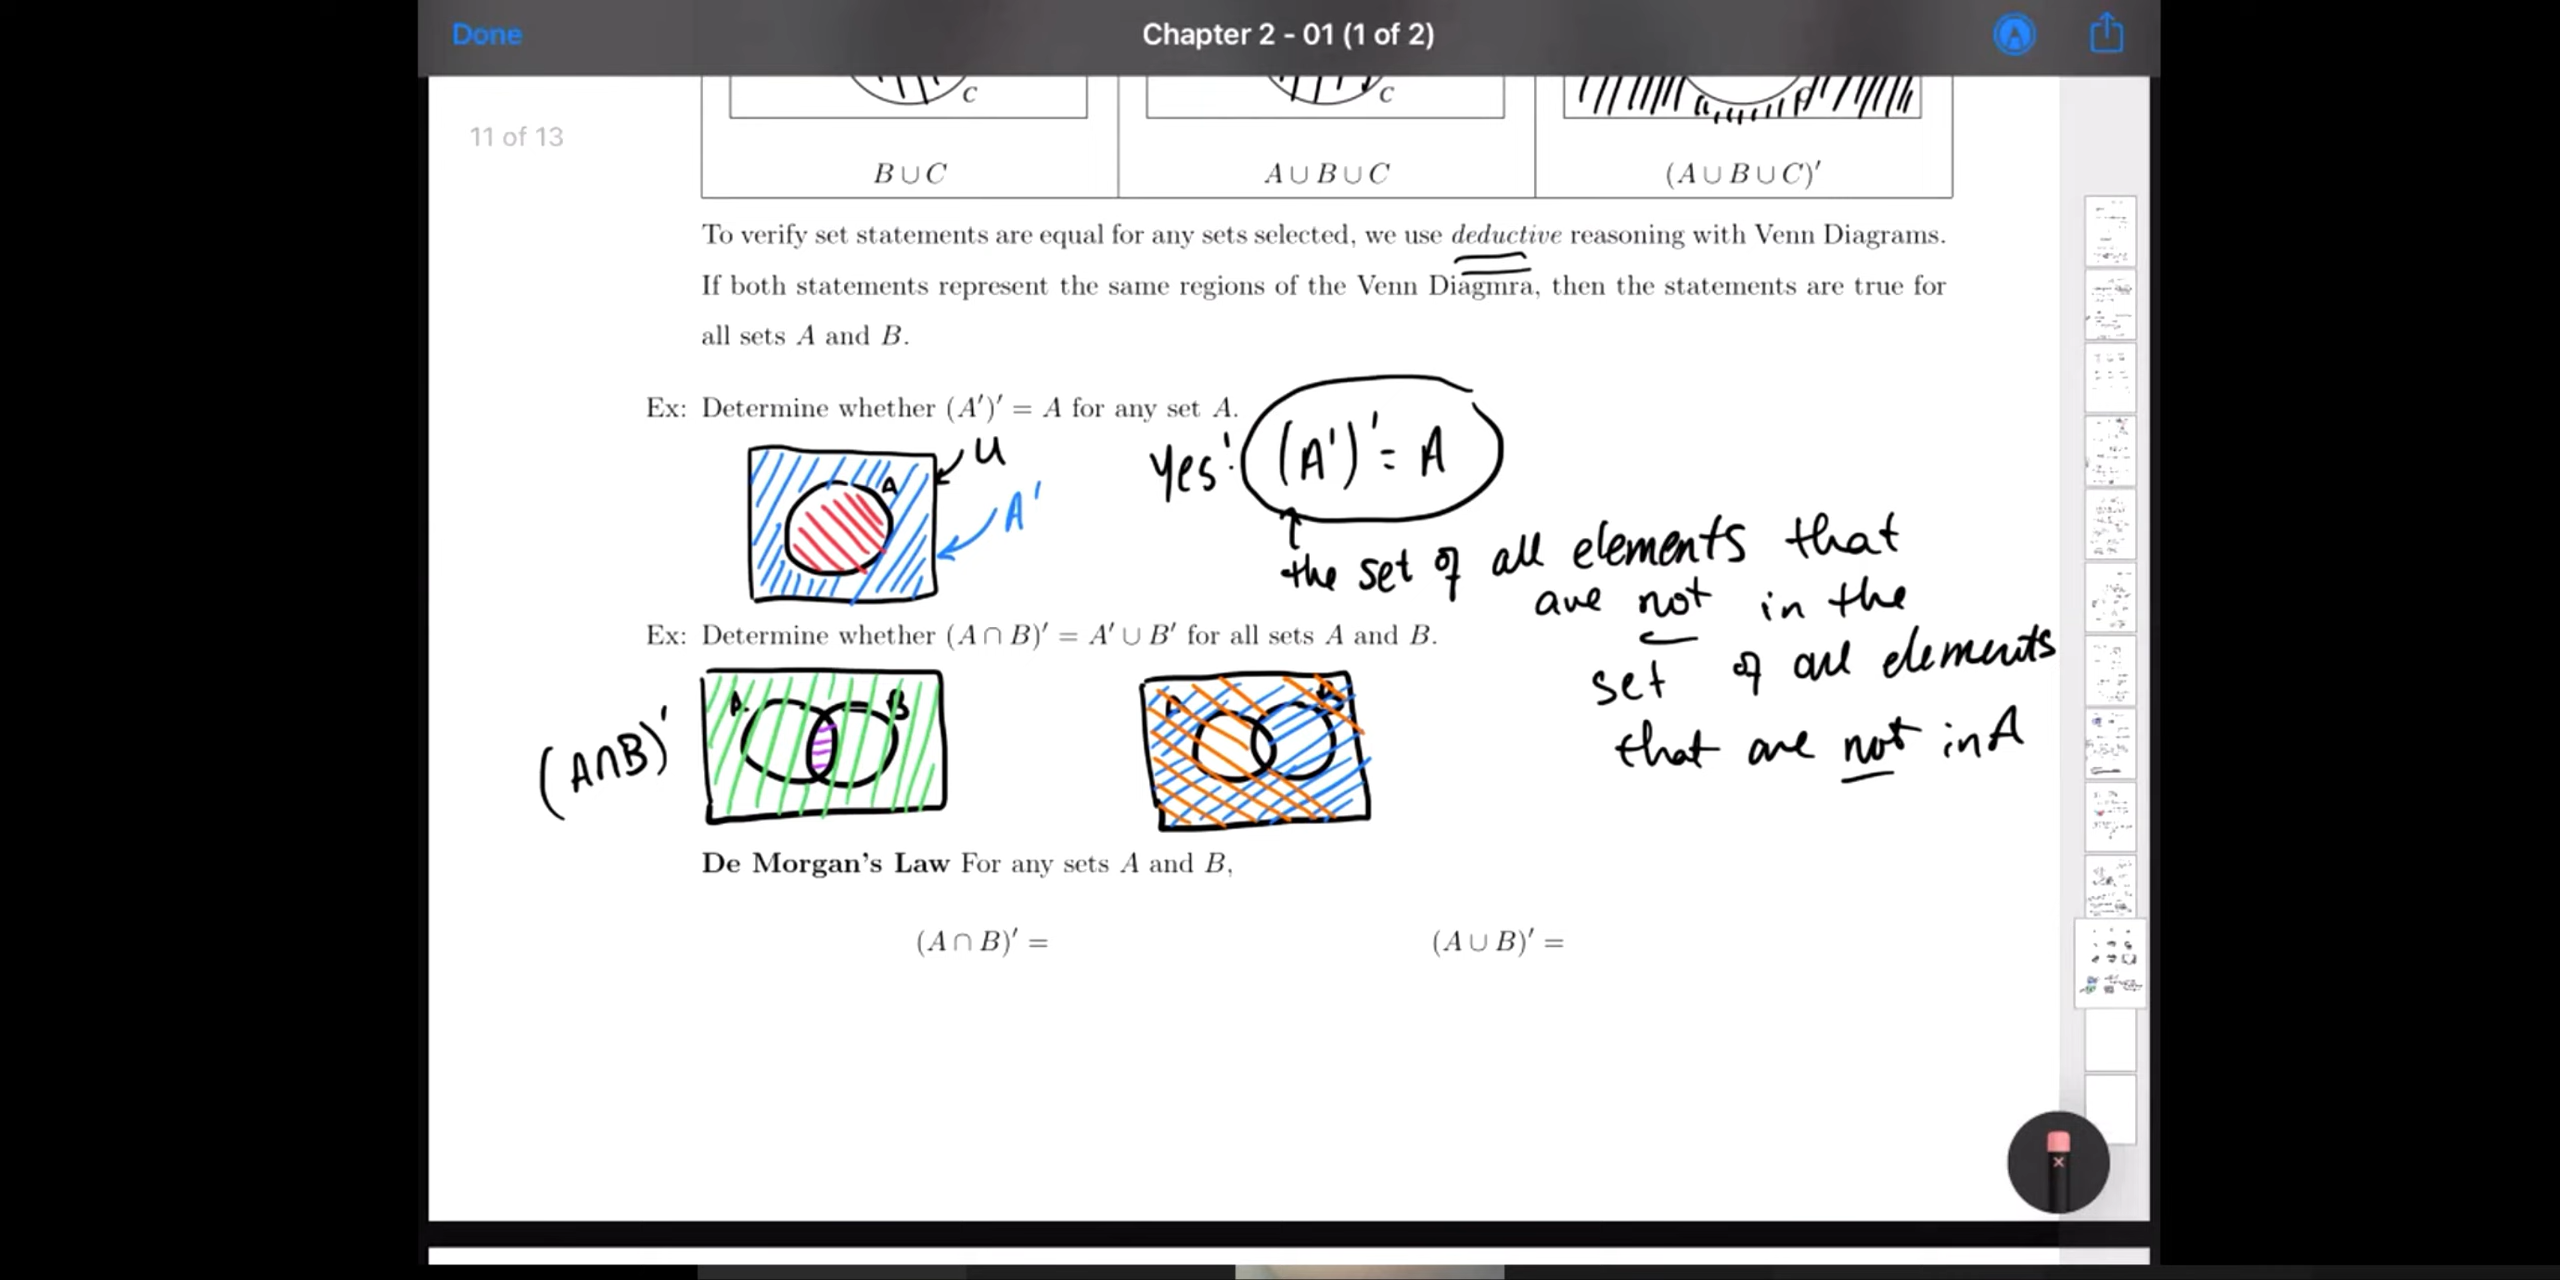 Done
Chapter 2 - 01 (1 of 2)
11 of 13
C
C
B ∪ C
A ∪ B ∪ C
(A ∪ B ∪ C)′
To verify set statements are equal for any sets selected, we use deductive reasoning with Venn Diagrams.
If both statements represent the same regions of the Venn Diagmra, then the statements are true for
all sets A and B.
Ex: Determine whether (A′)′ = A for any set A.
Yes! (A')' = A
A
U
A'
the set of all elements that
are not in the
set of all elements
that are not in A
Ex: Determine whether (A ∩ B)′ = A′ ∪ B′ for all sets A and B.
(A∩B)'
A
B
De Morgan's Law For any sets A and B,
(A ∩ B)′ =
(A ∪ B)′ =